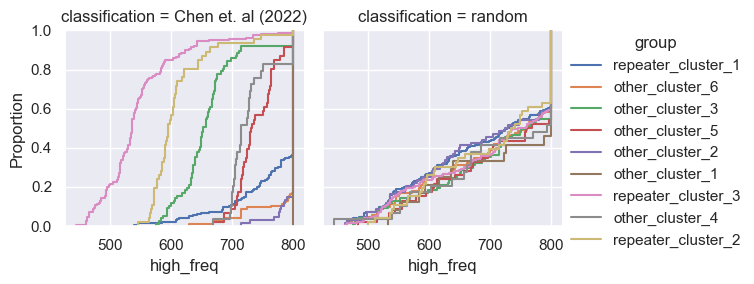 classification = Chen et. al (2022)
classification = random
Proportion
1.0
0.8
0.6
0.4
0.2
0.0
500
600
700
800
high_freq
500
600
700
800
high_freq
group
repeater_cluster_1
other_cluster_6
other_cluster_3
other_cluster_5
other_cluster_2
other_cluster_1
repeater_cluster_3
other_cluster_4
repeater_cluster_2